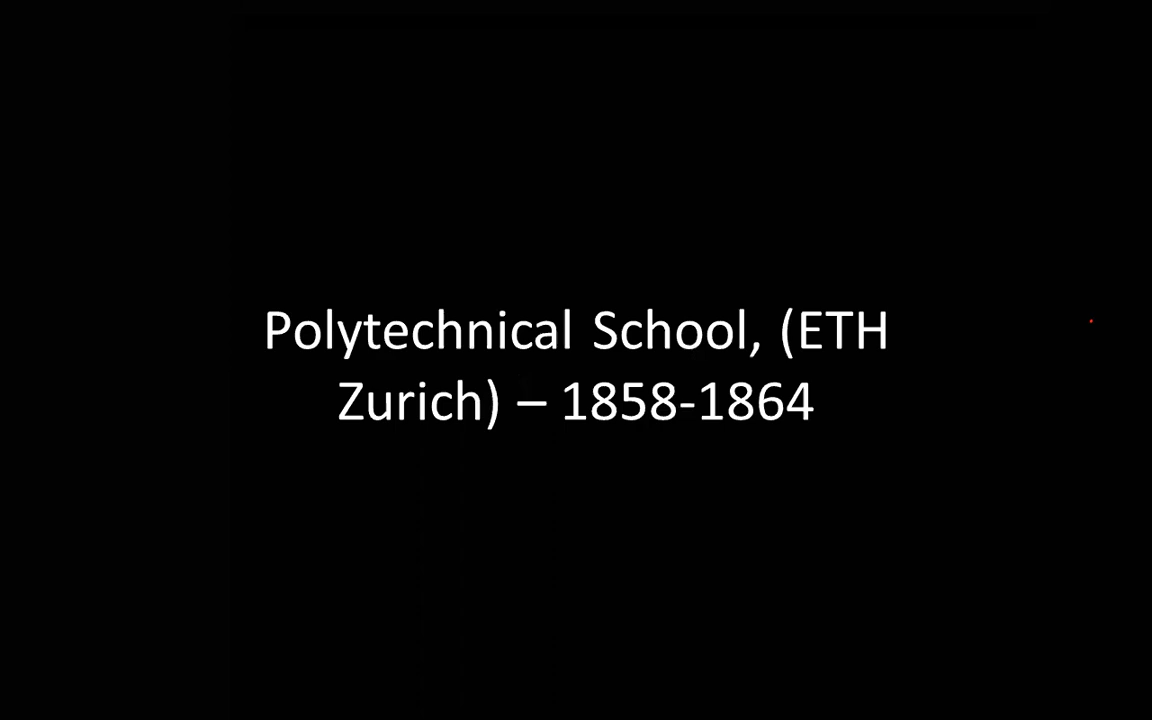 Polytechnical School, (ETH
Zurich) – 1858-1864